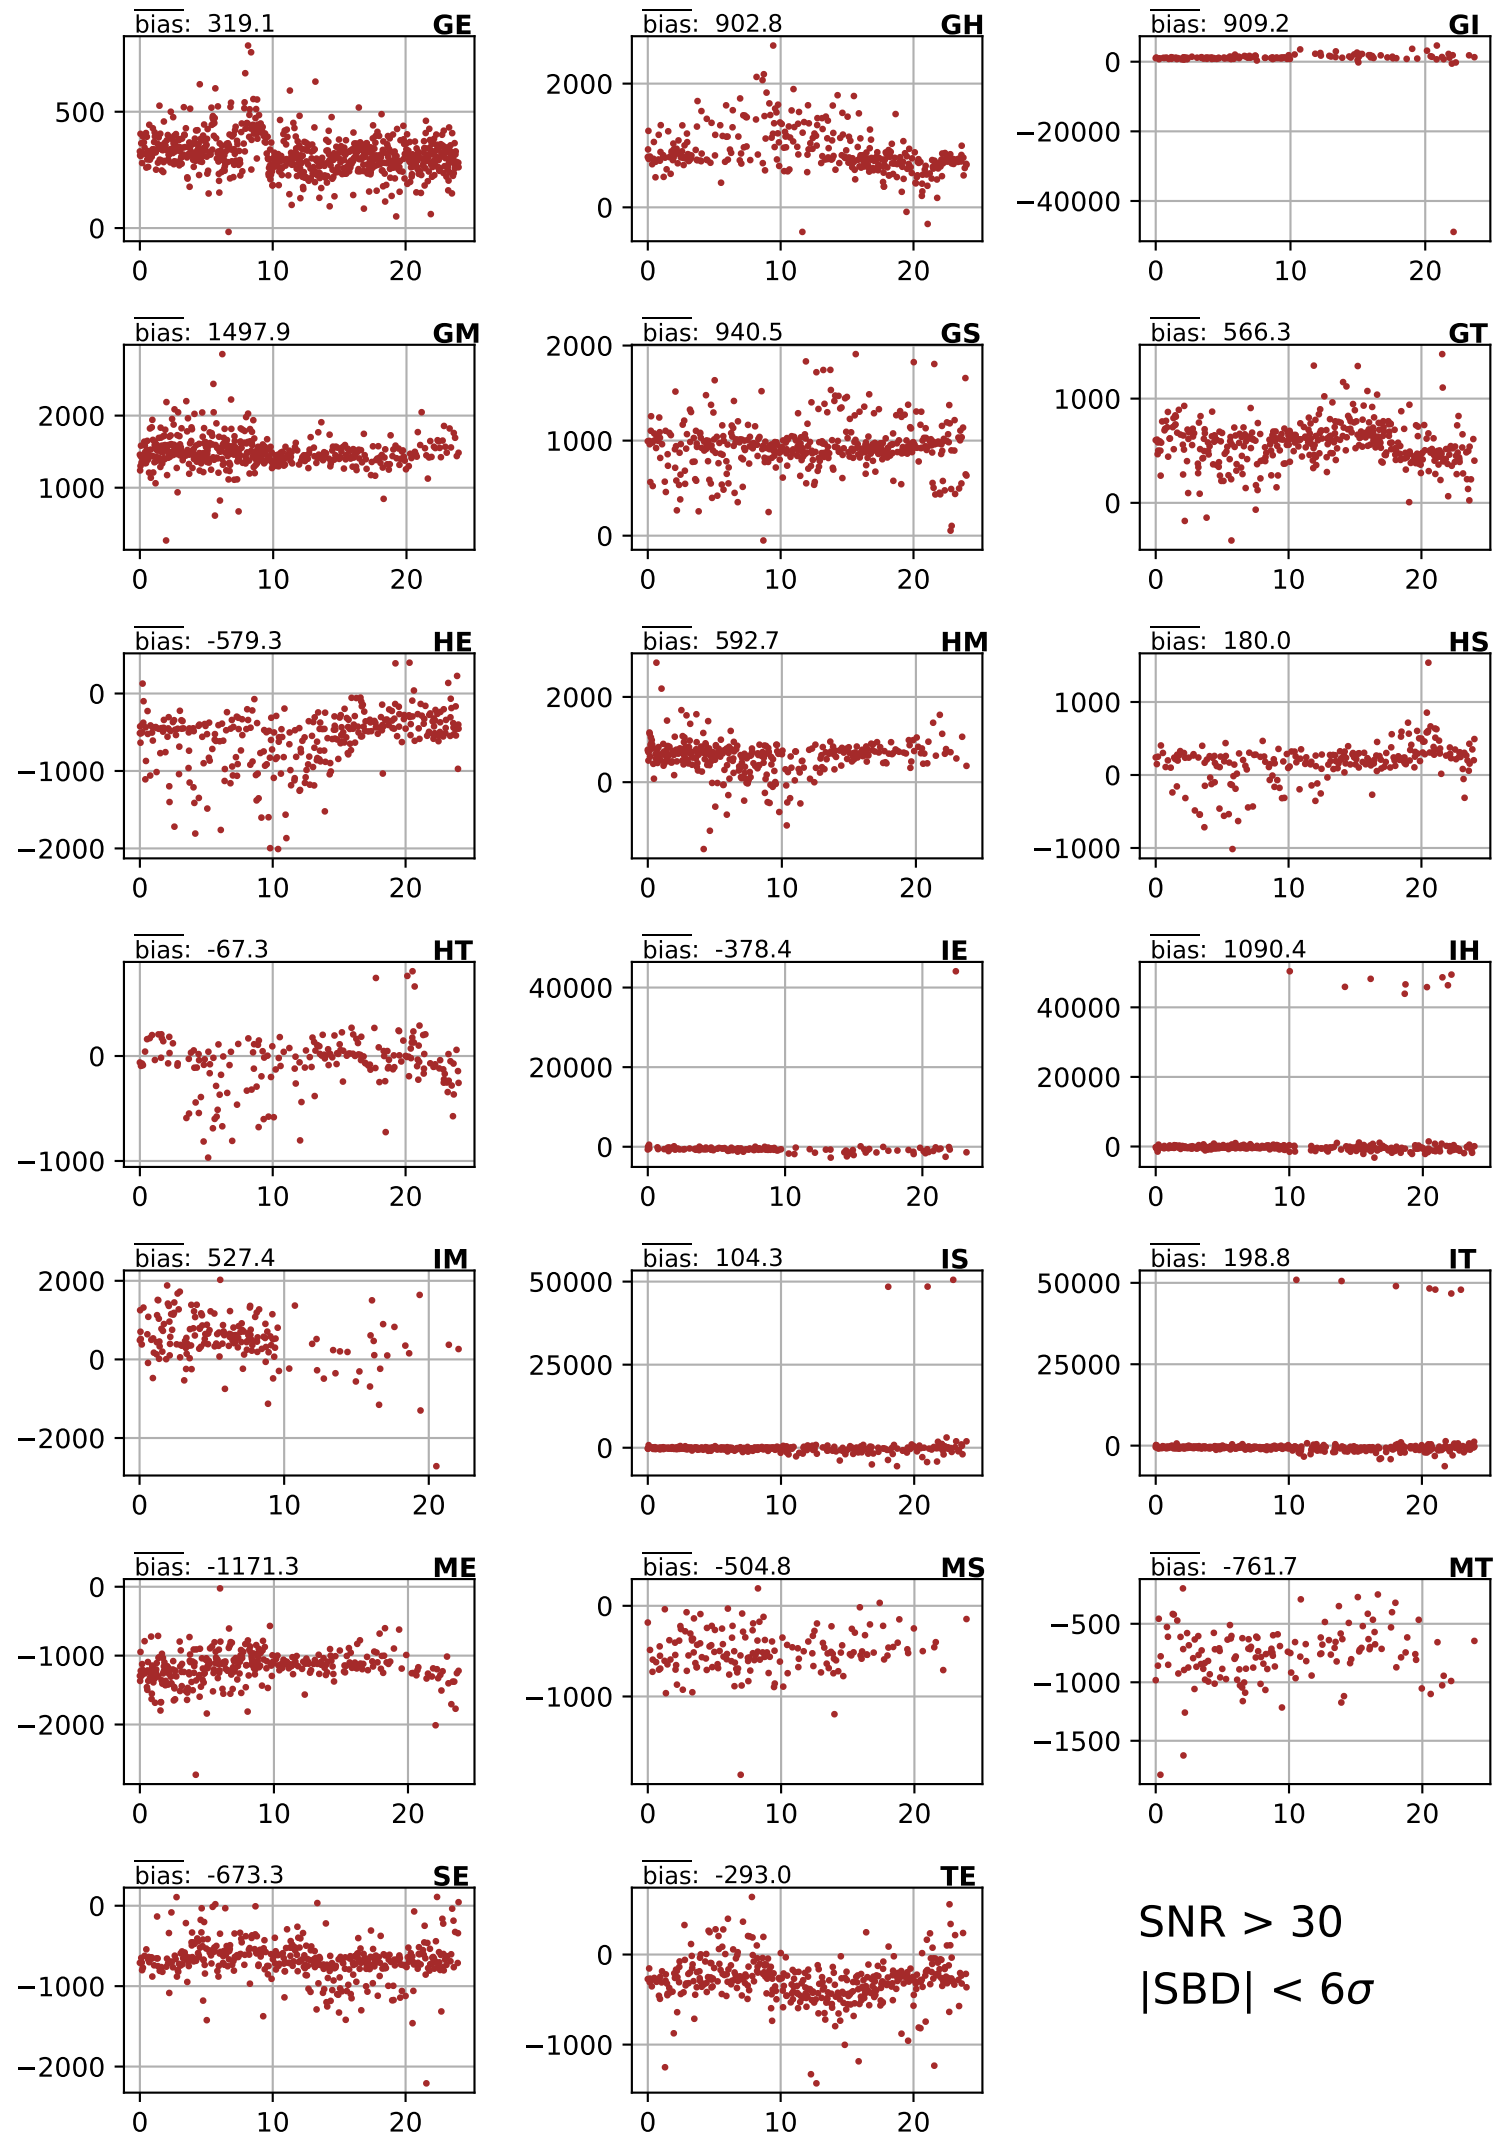 bias: 319.1 GE
bias: 902.8 GH
bias: 909.2 GI
500
0
2000
0
0
−20000
−40000
0 10 20
0 10 20
0 10 20
bias: 1497.9 GM
bias: 940.5 GS
bias: 566.3 GT
2000
1000
2000
1000
0
1000
0
0 10 20
0 10 20
0 10 20
bias: -579.3 HE
bias: 592.7 HM
bias: 180.0 HS
0
−1000
−2000
2000
0
1000
0
−1000
0 10 20
0 10 20
0 10 20
bias: -67.3 HT
bias: -378.4 IE
bias: 1090.4 IH
0
−1000
40000
20000
0
40000
20000
0
0 10 20
0 10 20
0 10 20
bias: 527.4 IM
bias: 104.3 IS
bias: 198.8 IT
2000
0
−2000
50000
25000
0
50000
25000
0
0 10 20
0 10 20
0 10 20
bias: -1171.3 ME
bias: -504.8 MS
bias: -761.7 MT
0
−1000
−2000
0
−1000
−500
−1000
−1500
0 10 20
0 10 20
0 10 20
bias: -673.3 SE
bias: -293.0 TE
0
−1000
−2000
0
−1000
0 10 20
0 10 20
SNR > 30
|SBD| < 6σ